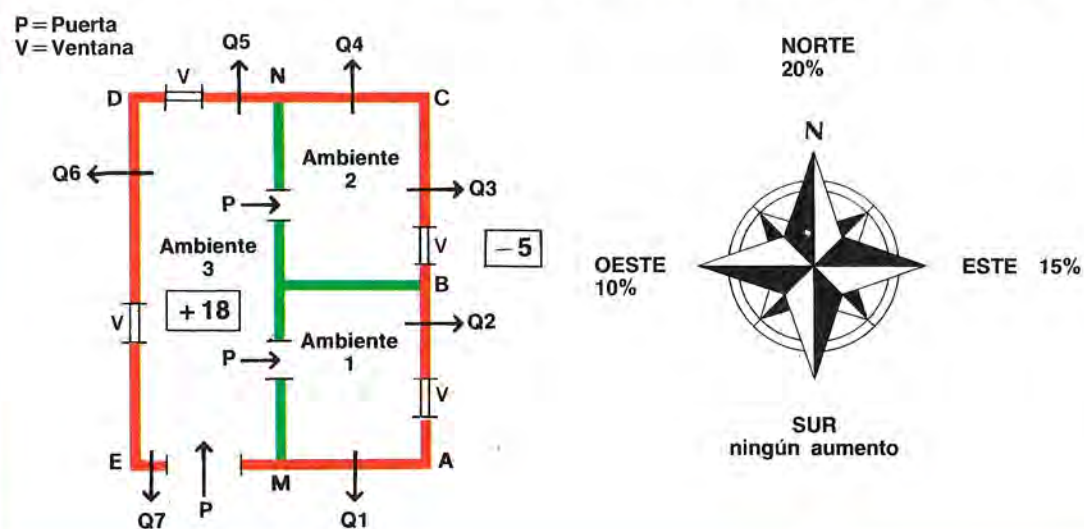 P = Puerta
V = Ventana
Q5
Q4
V
N
D
C
Q6
Ambiente
2
Q3
P
Ambiente
3
V
- 5
B
+ 18
V
Q2
P
Ambiente
1
V
E
M
A
Q7
P
Q1
NORTE
20%
N
OESTE
10%
ESTE 15%
SUR
ningún aumento